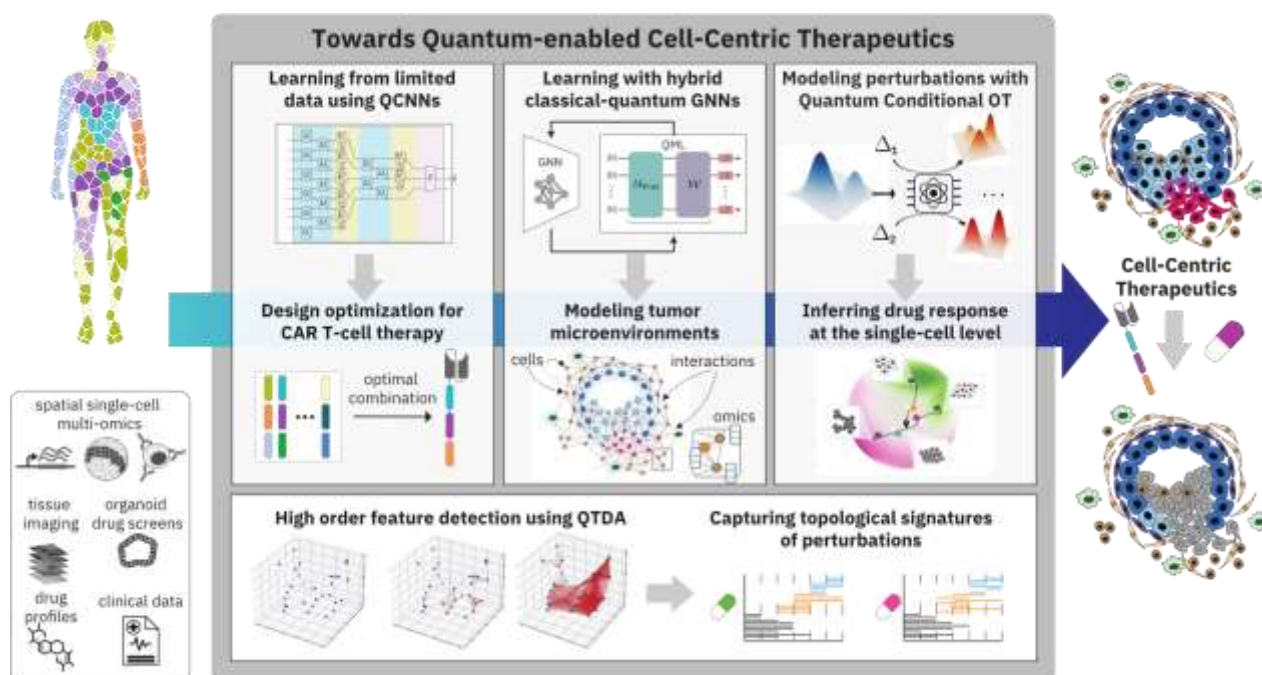 Towards Quantum-enabled Cell-Centric Therapeutics
Learning from limited
data using QCNNs
Learning with hybrid
classical-quantum GNNs
GNN
QML
Modeling perturbations with
Quantum Conditional OT
Δ1
Δ2
...
Design optimization for
CAR T-cell therapy
optimal
combination
Modeling tumor
microenvironments
cells
interactions
omics
Inferring drug response
at the single-cell level
Cell-Centric
Therapeutics
spatial single-cell
multi-omics
tissue
imaging
organoid
drug screens
drug
profiles
clinical data
High order feature detection using QTDA
Capturing topological signatures
of perturbations